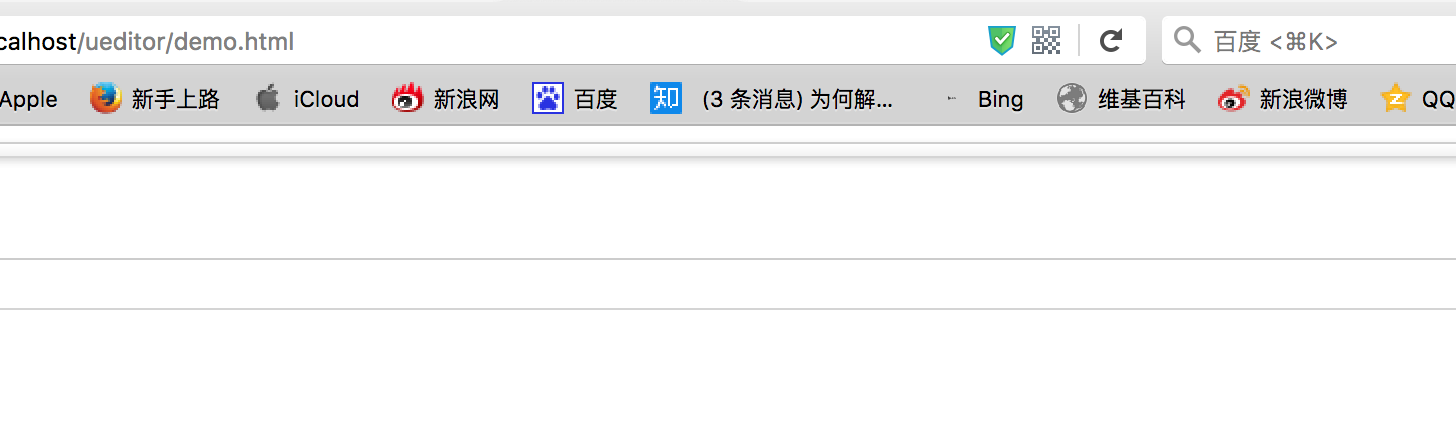 calhost/ueditor/demo.html 百度 <⌘K>
Apple 新手上路 iCloud 新浪网 百度 知 (3 条消息) 为何解... Bing 维基百科 新浪微博 QQ